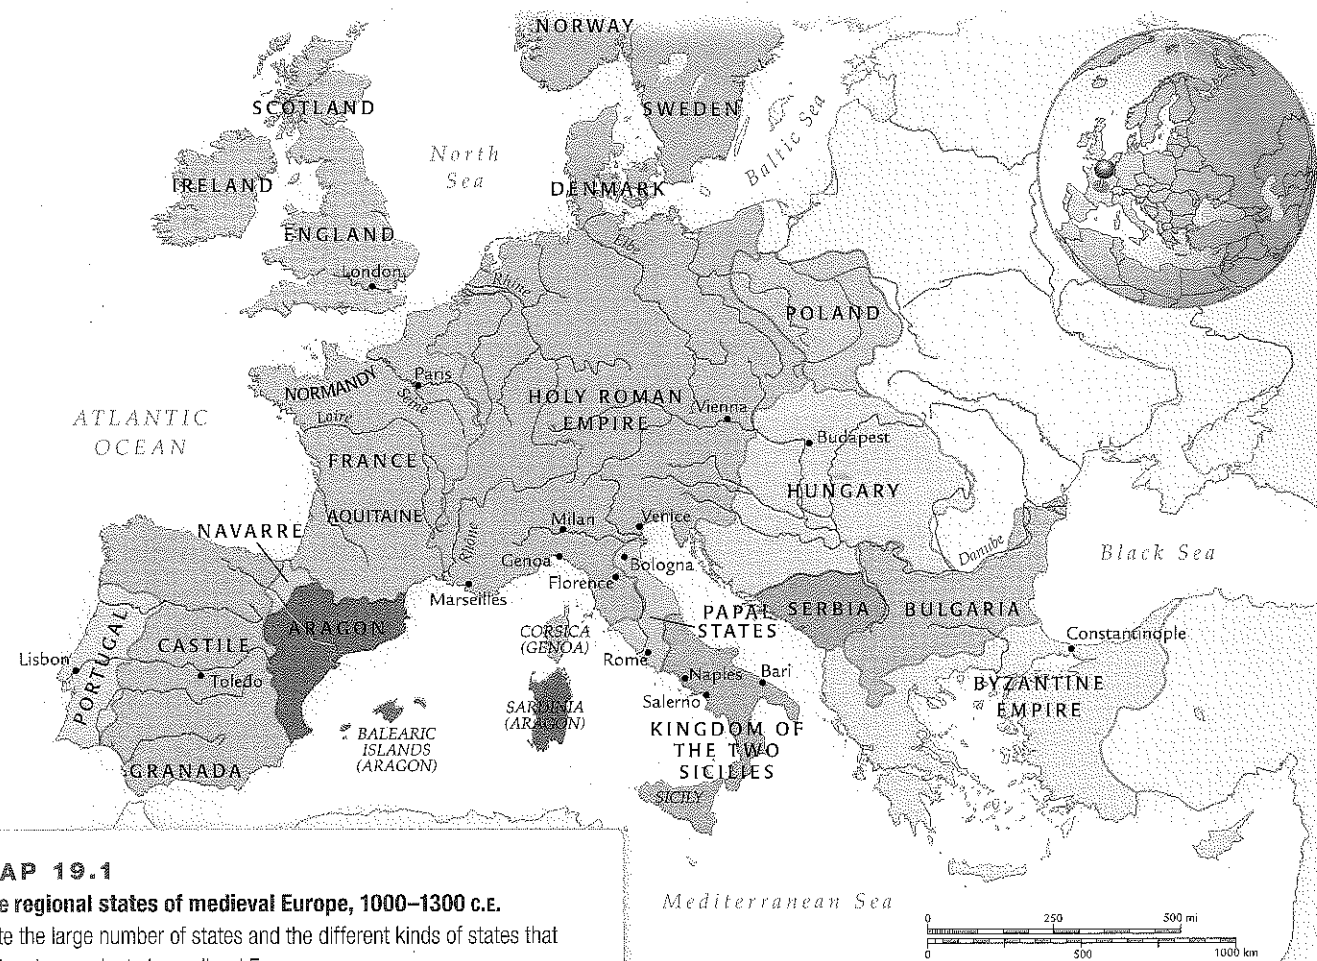 NORWAY
SCOTLAND
SWEDEN
Baltic Sea
North
Sea
IRELAND
DENMARK
ENGLAND
Elbe
London
Rhine
POLAND
NORMANDY
Paris
Seine
HOLY ROMAN
EMPIRE
Vienna
ATLANTIC
OCEAN
Loire
Budapest
FRANCE
HUNGARY
AQUITAINE
NAVARRE
Milan
Venice
Rhône
Genoa
Bologna
Danube
Black Sea
Florence
Marseilles
PORTUGAL
CASTILE
ARAGON
CORSICA
(GENOA)
PAPAL
STATES
SERBIA
BULGARIA
Constantinople
Lisbon
Toledo
Rome
Naples
Bari
BYZANTINE
EMPIRE
SARDINIA
(ARAGON)
Salerno
BALEARIC
ISLANDS
(ARAGON)
KINGDOM OF
THE TWO
SICILIES
GRANADA
SICILY
AP 19.1
e regional states of medieval Europe, 1000–1300 C.E.
te the large number of states and the different kinds of states that
Mediterranean Sea
0 250 500 mi
0 500 1000 km